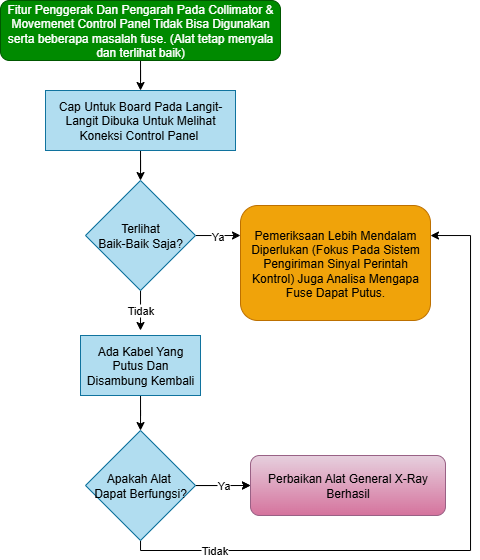 Fitur Penggerak Dan Pengarah Pada Collimator &
Movemenet Control Panel Tidak Bisa Digunakan
serta beberapa masalah fuse. (Alat tetap menyala
dan terlihat baik)
Cap Untuk Board Pada Langit-
Langit Dibuka Untuk Melihat
Koneksi Control Panel
Terlihat
Baik-Baik Saja?
Ya
Pemeriksaan Lebih Mendalam
Diperlukan (Fokus Pada Sistem
Pengiriman Sinyal Perintah
Kontrol) Juga Analisa Mengapa
Fuse Dapat Putus.
Tidak
Ada Kabel Yang
Putus Dan
Disambung Kembali
Apakah Alat
Dapat Berfungsi?
Ya
Perbaikan Alat General X-Ray
Berhasil
Tidak